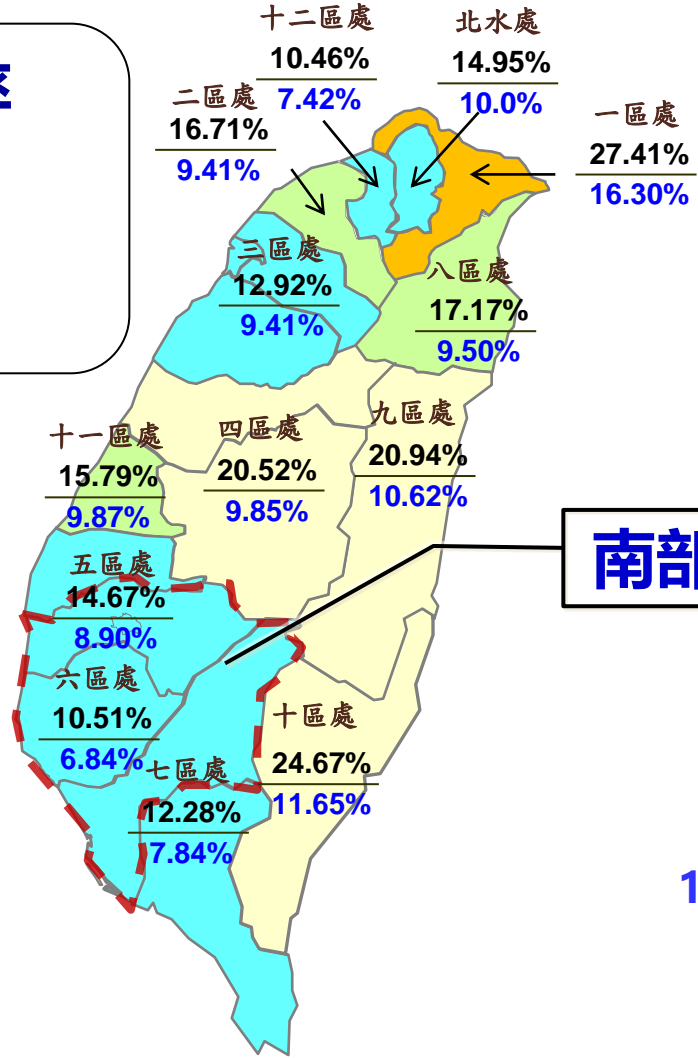 率
十二區處
10.46%
7.42%
北水處
14.95%
10.0%
二區處
16.71%
9.41%
一區處
27.41%
16.30%
三區處
12.92%
9.41%
八區處
17.17%
9.50%
十一區處
15.79%
9.87%
四區處
20.52%
9.85%
九區處
20.94%
10.62%
南部
五區處
14.67%
8.90%
六區處
10.51%
6.84%
十區處
24.67%
11.65%
七區處
12.28%
7.84%
1